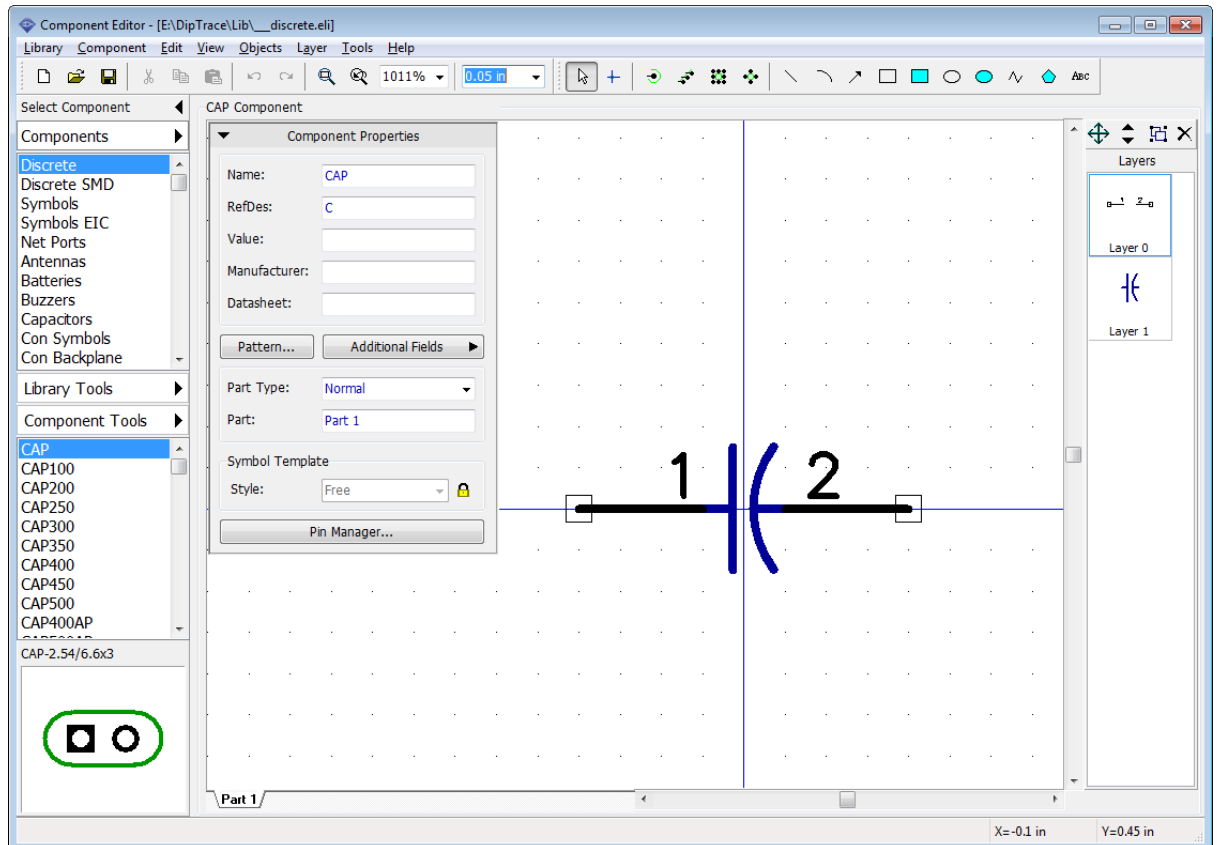 Component Editor - [E:\DipTrace\Lib\__discrete.eli]
Library Component Edit View Objects Layer Tools Help
1011% 0.05 in ABC
Select Component
Components
Discrete
Discrete SMD
Symbols
Symbols EIC
Net Ports
Antennas
Batteries
Buzzers
Capacitors
Con Symbols
Con Backplane
Library Tools
Component Tools
CAP
CAP100
CAP200
CAP250
CAP300
CAP350
CAP400
CAP450
CAP500
CAP400AP
CAP-2.54/6.6x3
CAP Component
Component Properties
Name: CAP
RefDes: C
Value:
Manufacturer:
Datasheet:
Pattern... Additional Fields
Part Type: Normal
Part: Part 1
Symbol Template
Style: Free
Pin Manager...
1 2
Part 1
Layers
1 2
Layer 0
Layer 1
X=-0.1 in Y=0.45 in